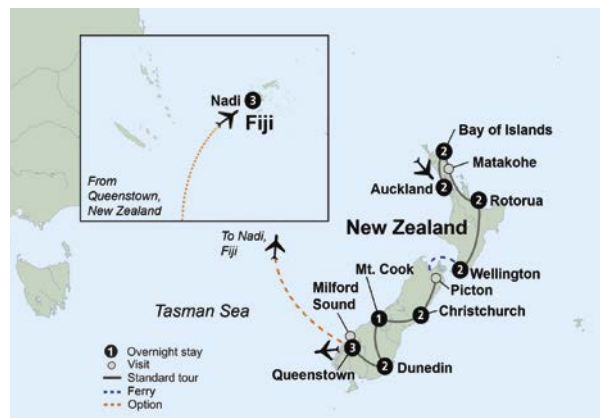 Nadi 3
Fiji
From
Queenstown,
New Zealand
Bay of Islands
2
Matakohe
Auckland 2
2 Rotorua
New Zealand
To Nadi,
Fiji
Mt. Cook
2 Wellington
Picton
Milford
Sound
1
2 Christchurch
Tasman Sea
3
Queenstown
2 Dunedin
1 Overnight stay
Visit
Standard tour
Ferry
Option